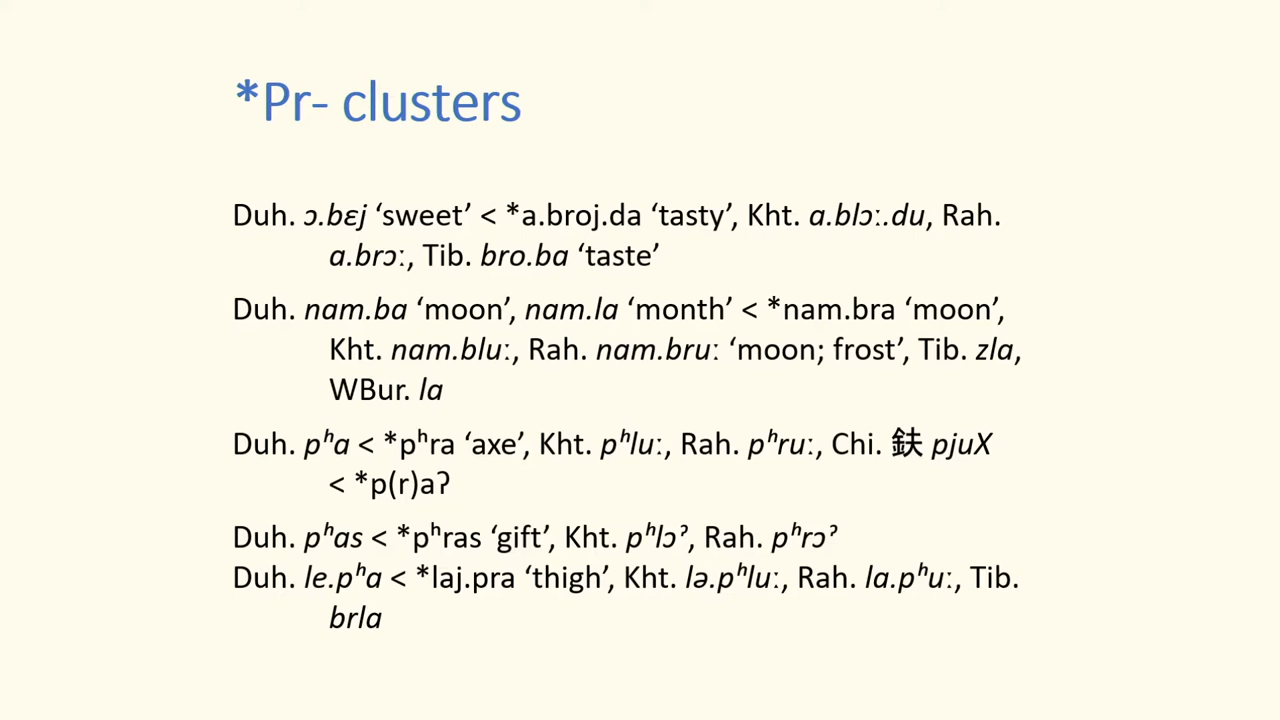 *Pr- clusters
Duh. ɔ.bɛj ‘sweet’ < *a.broj.da ‘tasty’, Kht. a.blɔː.du, Rah.
a.brɔː, Tib. bro.ba ‘taste’
Duh. nam.ba ‘moon’, nam.la ‘month’ < *nam.bra ‘moon’,
Kht. nam.bluː, Rah. nam.bruː ‘moon; frost’, Tib. zla,
WBur. la
Duh. pʰa < *pʰra ‘axe’, Kht. pʰluː, Rah. pʰruː, Chi. 鈇 pjuX
< *p(r)aʔ
Duh. pʰas < *pʰras ‘gift’, Kht. pʰlɔˀ, Rah. pʰrɔˀ
Duh. le.pʰa < *laj.pra ‘thigh’, Kht. lə.pʰluː, Rah. la.pʰuː, Tib.
brla